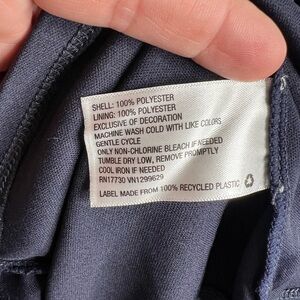 SHELL: 100% POLYESTER
LINING: 100% POLYESTER
EXCLUSIVE OF DECORATION
MACHINE WASH COLD WITH LIKE COLORS
GENTLE CYCLE
ONLY NON-CHLORINE BLEACH IF NEEDED
TUMBLE DRY LOW, REMOVE PROMPTLY
COOL IRON IF NEEDED
RN17730 VN1299629
LABEL MADE FROM 100% RECYCLED PLASTIC